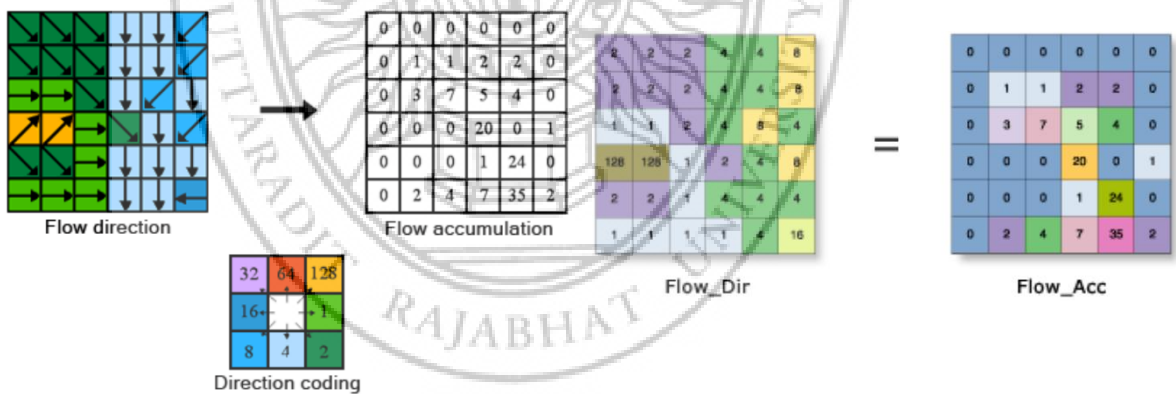 Flow direction
0 0 0 0 0 0
0 1 1 2 2 0
0 3 7 5 4 0
0 0 0 20 0 1
0 0 0 1 24 0
0 2 4 7 35 2
Flow accumulation
2 2 2 4 4 8
2 2 2 4 4 8
1 1 2 4 8 4
128 128 1 2 4 8
2 2 1 4 4 4
1 1 1 1 4 16
Flow_Dir
=
0 0 0 0 0 0
0 1 1 2 2 0
0 3 7 5 4 0
0 0 0 20 0 1
0 0 0 1 24 0
0 2 4 7 35 2
Flow_Acc
32 64 128
16 1
8 4 2
Direction coding
UTTARADIT RAJABHAT UNIVERSITY